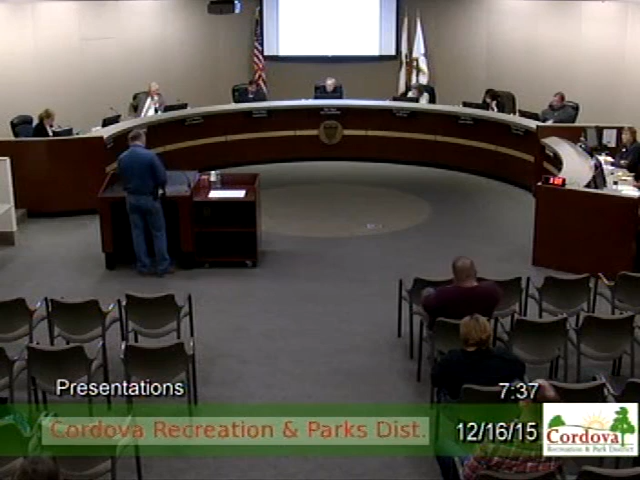 Presentations
7:37
Cordova Recreation & Parks Dist.
12/16/15
Cordova
Recreation & Park District